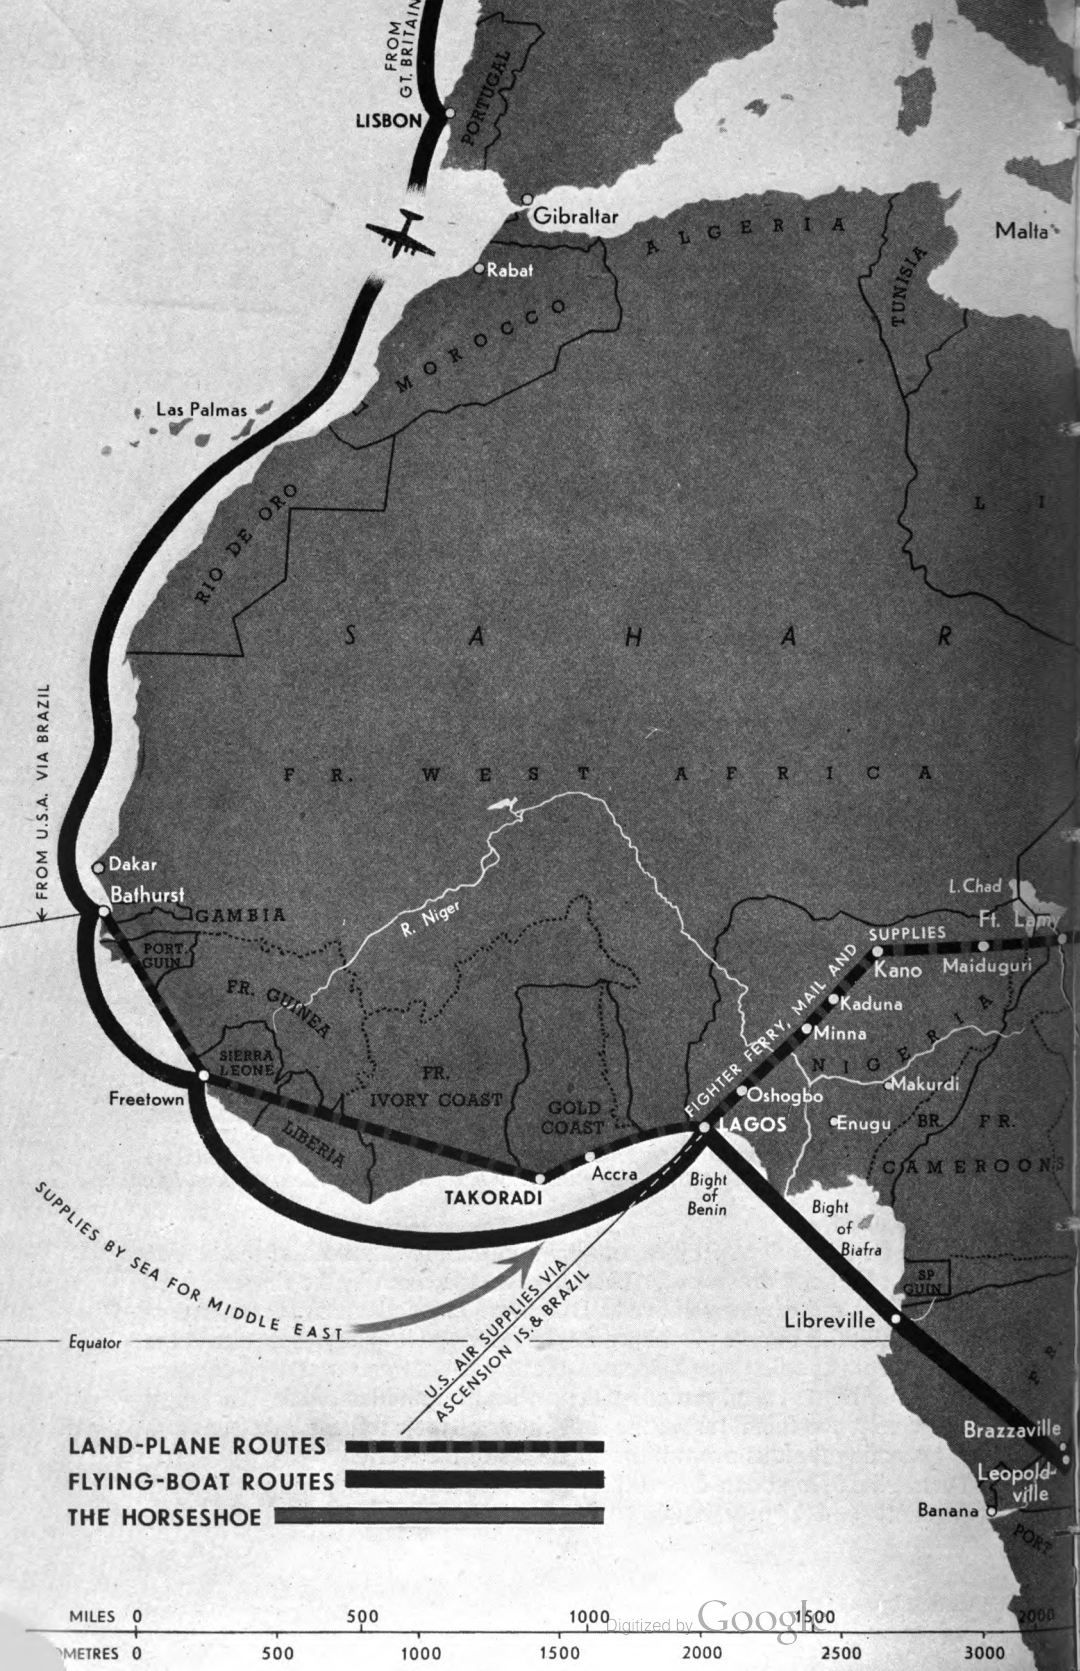 FROM
GT. BRITAIN
LISBON
PORTUGAL
Gibraltar
Rabat
ALGERIA
TUNISIA
Malta
MOROCCO
Las Palmas
RIO DE ORO
L I
S A H A R
FROM U.S.A. VIA BRAZIL
FR. WEST AFRICA
Dakar
Bathurst
GAMBIA
PORT.
GUIN.
R. Niger
L. Chad
Ft. Lamy
SUPPLIES
FIGHTER FERRY, MAIL AND
Kano
Maiduguri
Kaduna
Minna
NIGERIA
FR. GUINEA
SIERRA
LEONE
FR.
IVORY COAST
GOLD
COAST
Oshogbo
Makurdi
Freetown
LIBERIA
LAGOS
Enugu
BR.
FR.
CAMEROONS
Accra
TAKORADI
Bight
of
Benin
Bight
of
Biafra
SUPPLIES BY SEA FOR MIDDLE EAST
SP.
GUIN.
Libreville
Equator
U.S. AIR SUPPLIES VIA
ASCENSION IS. & BRAZIL
F R
Brazzaville
Leopold-
ville
Banana
PORT.
LAND-PLANE ROUTES
FLYING-BOAT ROUTES
THE HORSESHOE
MILES 0 500 1000 1500 2000
OMETRES 0 500 1000 1500 2000 2500 3000
Digitized by Google